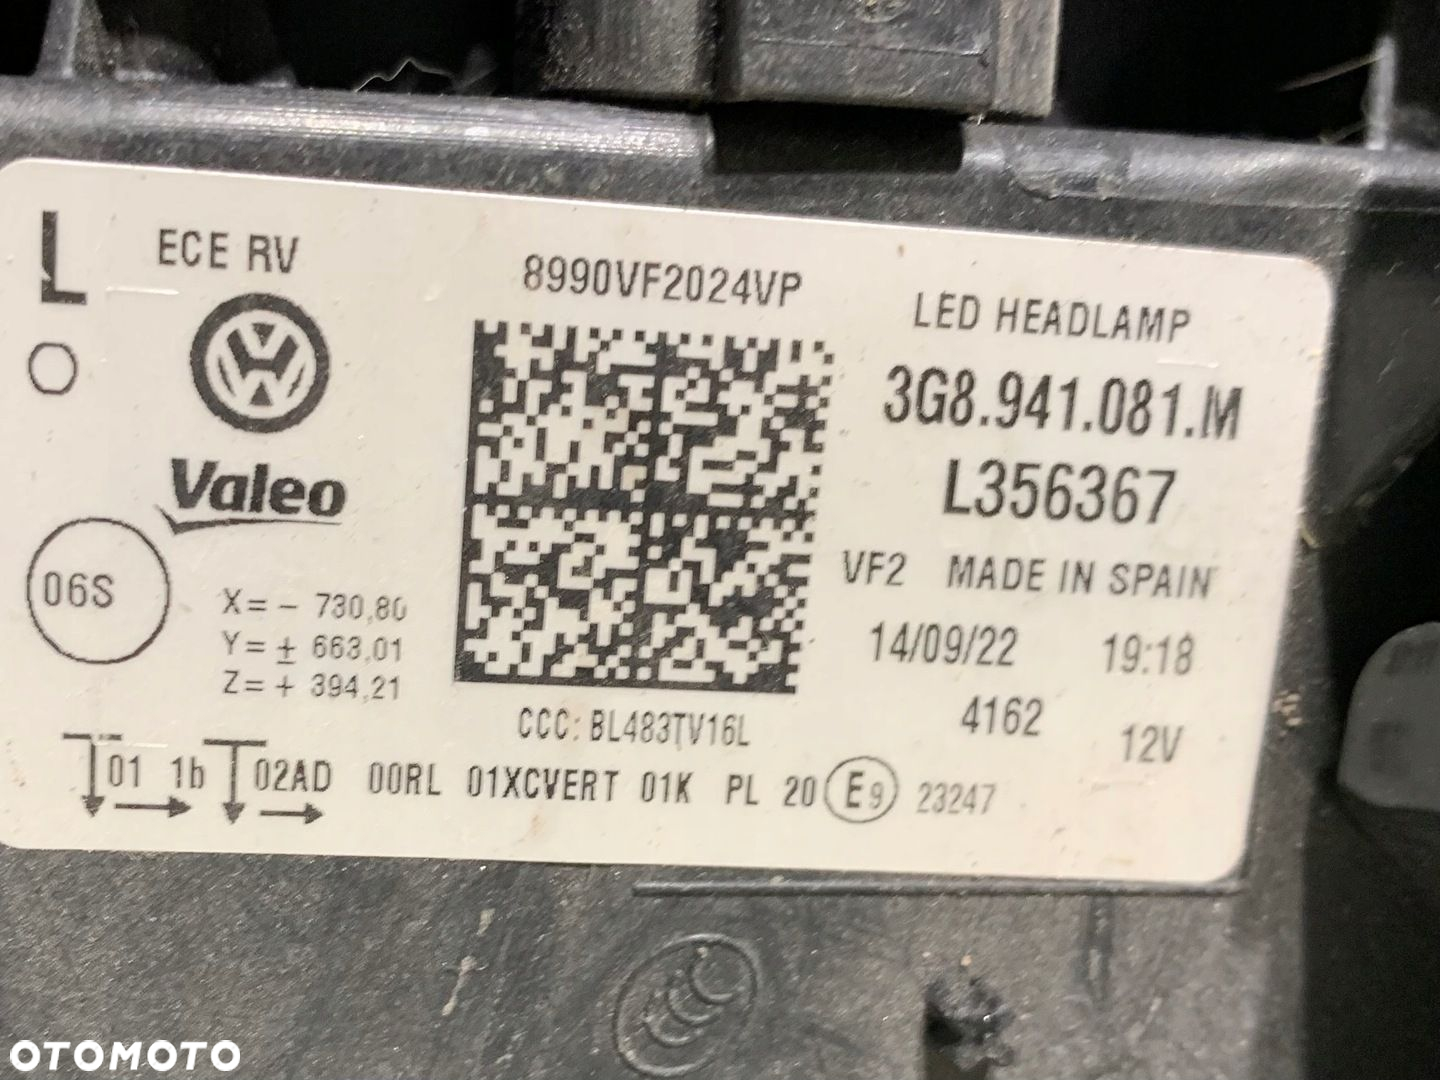 L
ECE RV
8990VF2024VP
LED HEADLAMP
3G8.941.081.M
Valeo
L356367
06S
VF2 MADE IN SPAIN
X= - 730,80
Y= ± 663,01
Z= + 394,21
14/09/22 19:18
CCC: BL483TV16L
4162 12V
01 1b 02AD 00RL 01XCVERT 01K PL 20 E9 23247
OTOMOTO